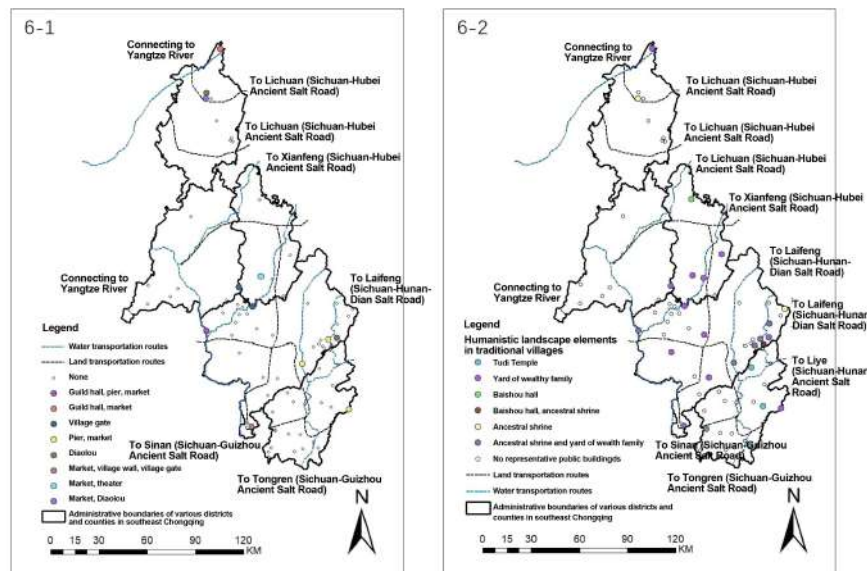 6-1
Connecting to
Yangtze River
To Lichuan (Sichuan-Hubei
Ancient Salt Road)
To Lichuan (Sichuan-Hubei
Ancient Salt Road)
To Xianfeng (Sichuan-Hubei
Ancient Salt Road)
To Laifeng
(Sichuan-Hunan-
Dian Salt Road)
Connecting to
Yangtze River
Legend
Water transportation routes
Land transportation routes
None
Guild hall, pier, market
Guild hall, market
Village gate
Pier, market
Diaolou
Market, village wall, village gate
Market, theater
Market, Diaolou
Administrative boundaries of various districts
and counties in southeast Chongqing
To Sinan (Sichuan-Guizhou
Ancient Salt Road)
To Tongren (Sichuan-Guizhou
Ancient Salt Road)
N
0 15 30 60 90 120
KM
6-2
Connecting to
Yangtze River
To Lichuan (Sichuan-Hubei
Ancient Salt Road)
To Lichuan (Sichuan-Hubei
Ancient Salt Road)
To Lichuan (Sichuan-Hubei
Ancient Salt Road)
To Xianfeng (Sichuan-Hubei
Ancient Salt Road)
To Laifeng
(Sichuan-Hunan-
Dian Salt Road)
Connecting to
Yangtze River
To Laifeng
(Sichuan-Hunan-
Dian Salt Road)
To Liye
(Sichuan-Hunan
Ancient Salt
Road)
Legend
Humanistic landscape elements
in traditional villages
Tudi Temple
Yard of wealthy family
Baishou hall
Baishou hall, ancestral shrine
Ancestral shrine
Ancestral shrine and yard of wealth family
No representative public buildingds
Land transportation routes
Water transportation routes
Administrative boundaries of various districts and
counties in southeast Chongqing
To Sinan (Sichuan-Guizhou
Ancient Salt Road)
To Tongren (Sichuan-Guizhou
Ancient Salt Road)
N
0 15 30 60 90 120
KM